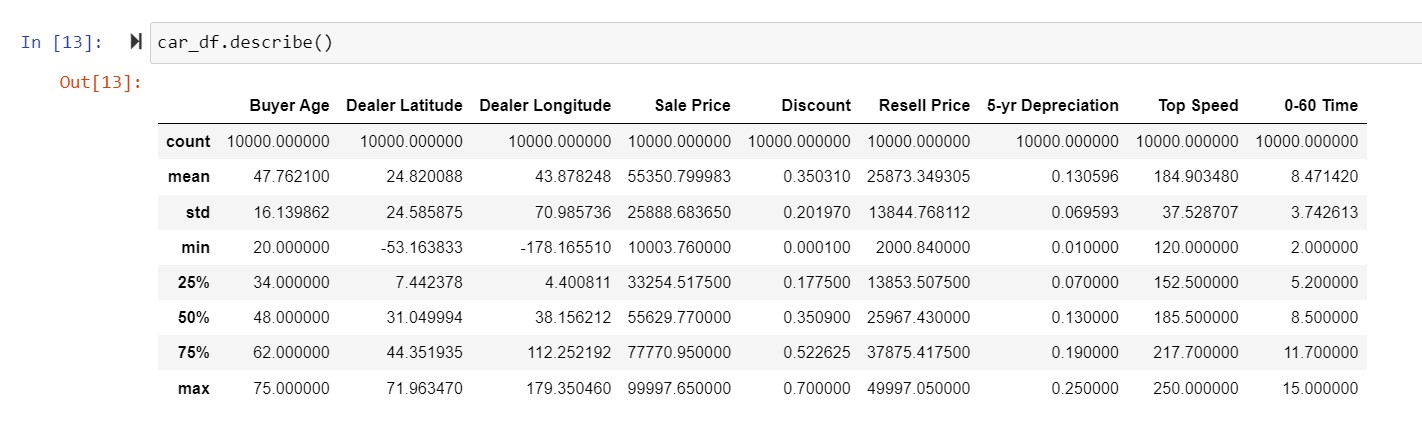 In [13]: car_df.describe()
Out[13]:
Buyer Age Dealer Latitude Dealer Longitude Sale Price Discount Resell Price 5-yr Depreciation Top Speed 0-60 Time
count 10000.000000 10000.000000 10000.000000 10000.000000 10000.000000 10000.000000 10000.000000 10000.000000 10000.000000
mean 47.762100 24.820088 43.878248 55350.799983 0.350310 25873.349305 0.130596 184.903480 8.471420
std 16.139862 24.585875 70.985736 25888.683650 0.201970 13844.768112 0.069593 37.528707 3.742613
min 20.000000 -53.163833 -178.165510 10003.760000 0.000100 2000.840000 0.010000 120.000000 2.000000
25% 34.000000 7.442378 4.400811 33254.517500 0.177500 13853.507500 0.070000 152.500000 5.200000
50% 48.000000 31.049994 38.156212 55629.770000 0.350900 25967.430000 0.130000 185.500000 8.500000
75% 62.000000 44.351935 112.252192 77770.950000 0.522625 37875.417500 0.190000 217.700000 11.700000
max 75.000000 71.963470 179.350460 99997.650000 0.700000 49997.050000 0.250000 250.000000 15.000000